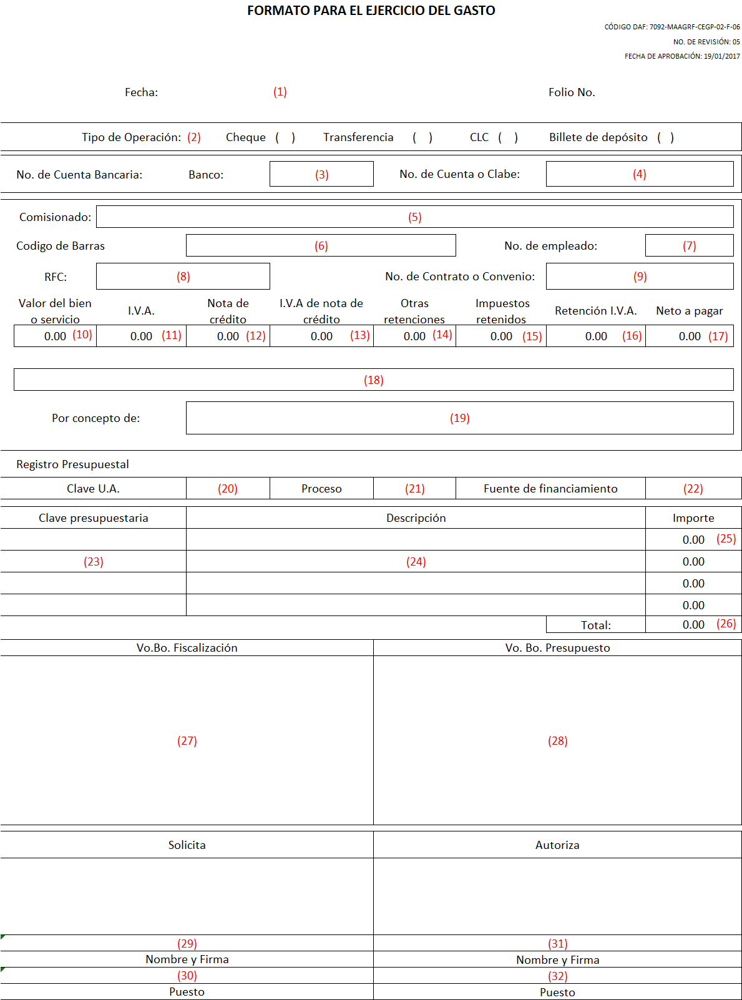 FORMATO PARA EL EJERCICIO DEL GASTO
CÓDIGO DAF: 7092-MAAGRF-CEGP-02-F-06
NO. DE REVISIÓN: 05
FECHA DE APROBACIÓN: 19/01/2017
Fecha: (1) Folio No.
Tipo de Operación: (2) Cheque ( ) Transferencia ( ) CLC ( ) Billete de depósito ( )
No. de Cuenta Bancaria: Banco: (3) No. de Cuenta o Clabe: (4)
Comisionado: (5)
Codigo de Barras (6) No. de empleado: (7)
RFC: (8) No. de Contrato o Convenio: (9)
Valor del bien o servicio I.V.A. Nota de crédito I.V.A de nota de crédito Otras retenciones Impuestos retenidos Retención I.V.A. Neto a pagar
0.00 (10) 0.00 (11) 0.00 (12) 0.00 (13) 0.00 (14) 0.00 (15) 0.00 (16) 0.00 (17)
(18)
Por concepto de: (19)
Registro Presupuestal
Clave U.A. (20) Proceso (21) Fuente de financiamiento (22)
Clave presupuestaria Descripción Importe
0.00 (25)
(23) (24) 0.00
0.00
0.00
Total: 0.00 (26)
Vo.Bo. Fiscalización Vo. Bo. Presupuesto
(27) (28)
Solicita Autoriza
(29) (31)
Nombre y Firma Nombre y Firma
(30) (32)
Puesto Puesto